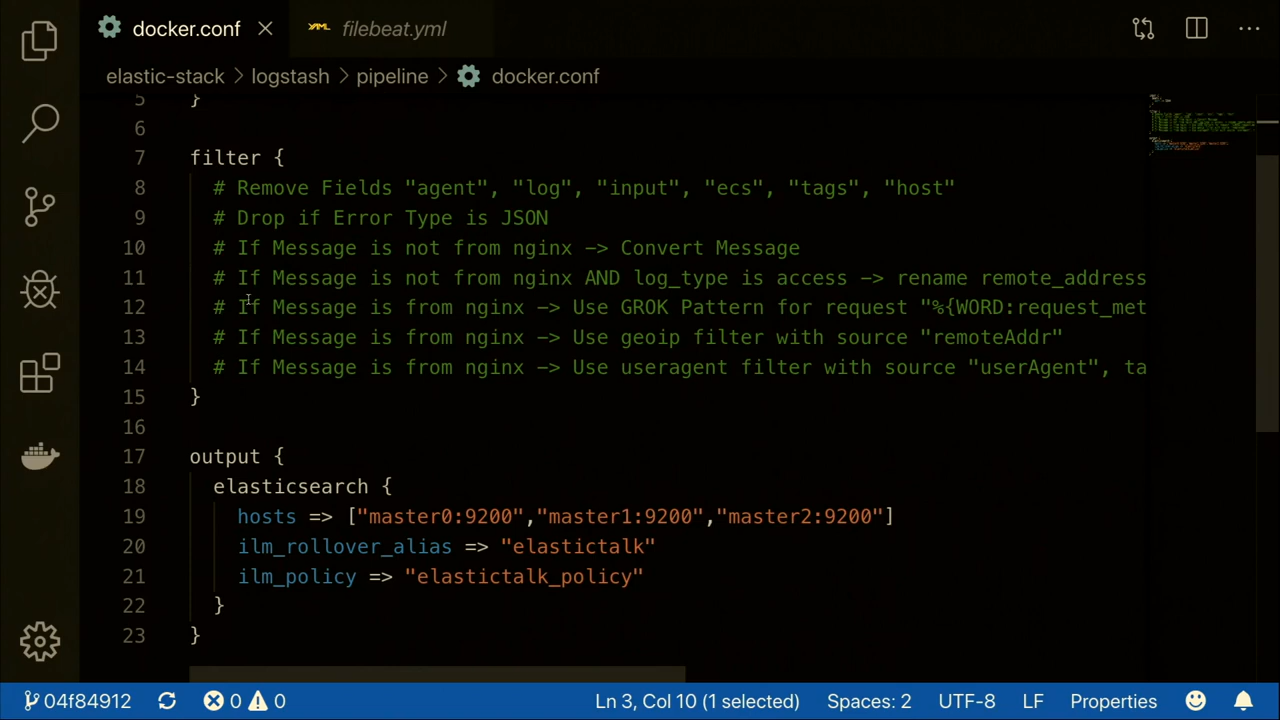 docker.conf
YAML filebeat.yml
elastic-stack > logstash > pipeline > docker.conf
5 }
6
7 filter {
8 # Remove Fields "agent", "log", "input", "ecs", "tags", "host"
9 # Drop if Error Type is JSON
10 # If Message is not from nginx -> Convert Message
11 # If Message is not from nginx AND log_type is access -> rename remote_address
12 # If Message is from nginx -> Use GROK Pattern for request "%{WORD:request_met
13 # If Message is from nginx -> Use geoip filter with source "remoteAddr"
14 # If Message is from nginx -> Use useragent filter with source "userAgent", ta
15 }
16
17 output {
18 elasticsearch {
19 hosts => ["master0:9200","master1:9200","master2:9200"]
20 ilm_rollover_alias => "elastictalk"
21 ilm_policy => "elastictalk_policy"
22 }
23 }
04f84912 0 0 Ln 3, Col 10 (1 selected) Spaces: 2 UTF-8 LF Properties